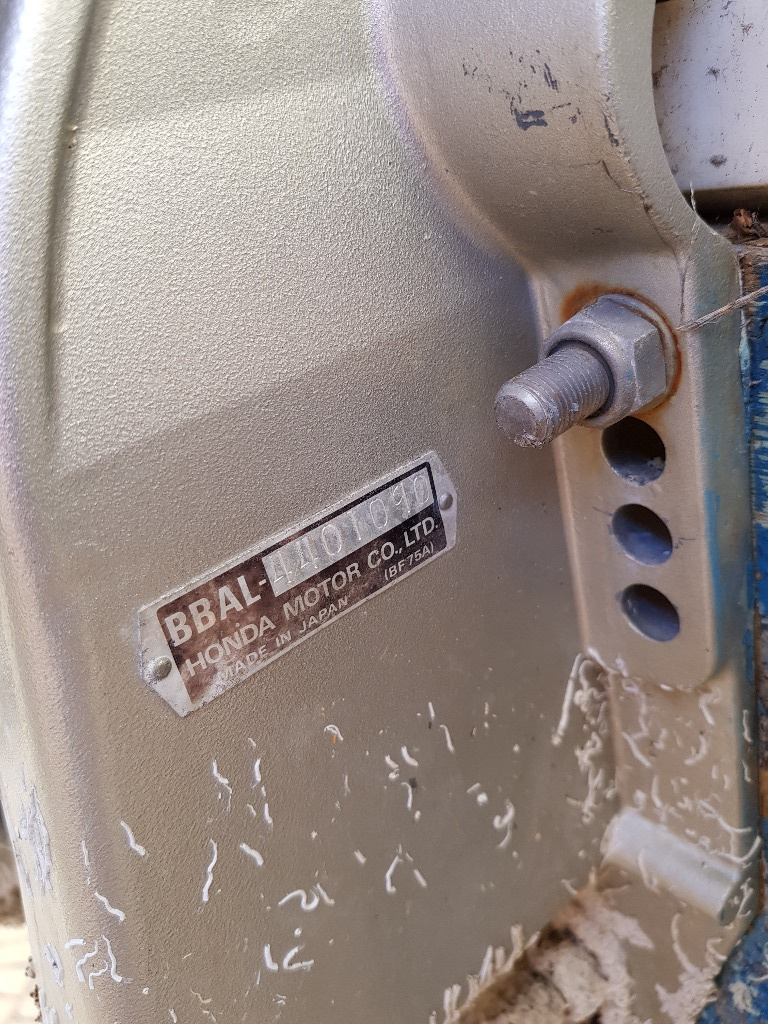 BBAL-4401090
HONDA MOTOR CO.,LTD.
MADE IN JAPAN (BF75A)